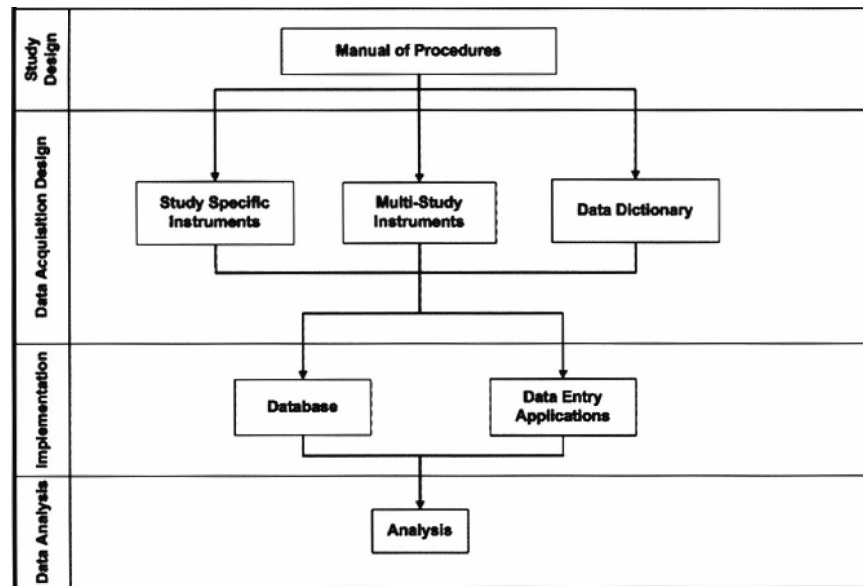 Study
Design
Manual of Procedures
Data Acquisition Design
Study Specific
Instruments
Multi-Study
Instruments
Data Dictionary
Implementation
Database
Data Entry
Applications
Data Analysis
Analysis